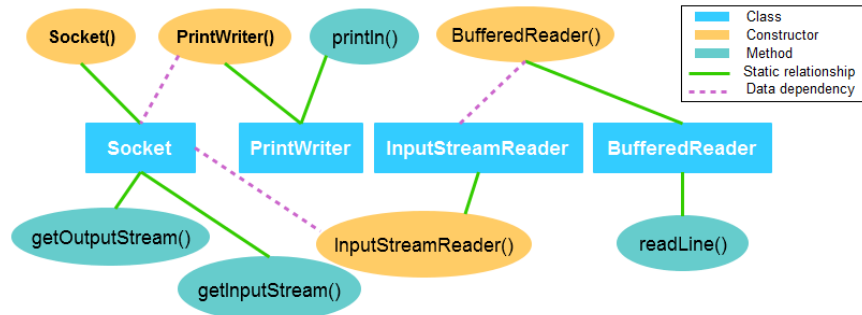 Socket()
PrintWriter()
println()
BufferedReader()
Class
Constructor
Method
Static relationship
Data dependency
Socket
PrintWriter
InputStreamReader
BufferedReader
getOutputStream()
InputStreamReader()
readLine()
getInputStream()